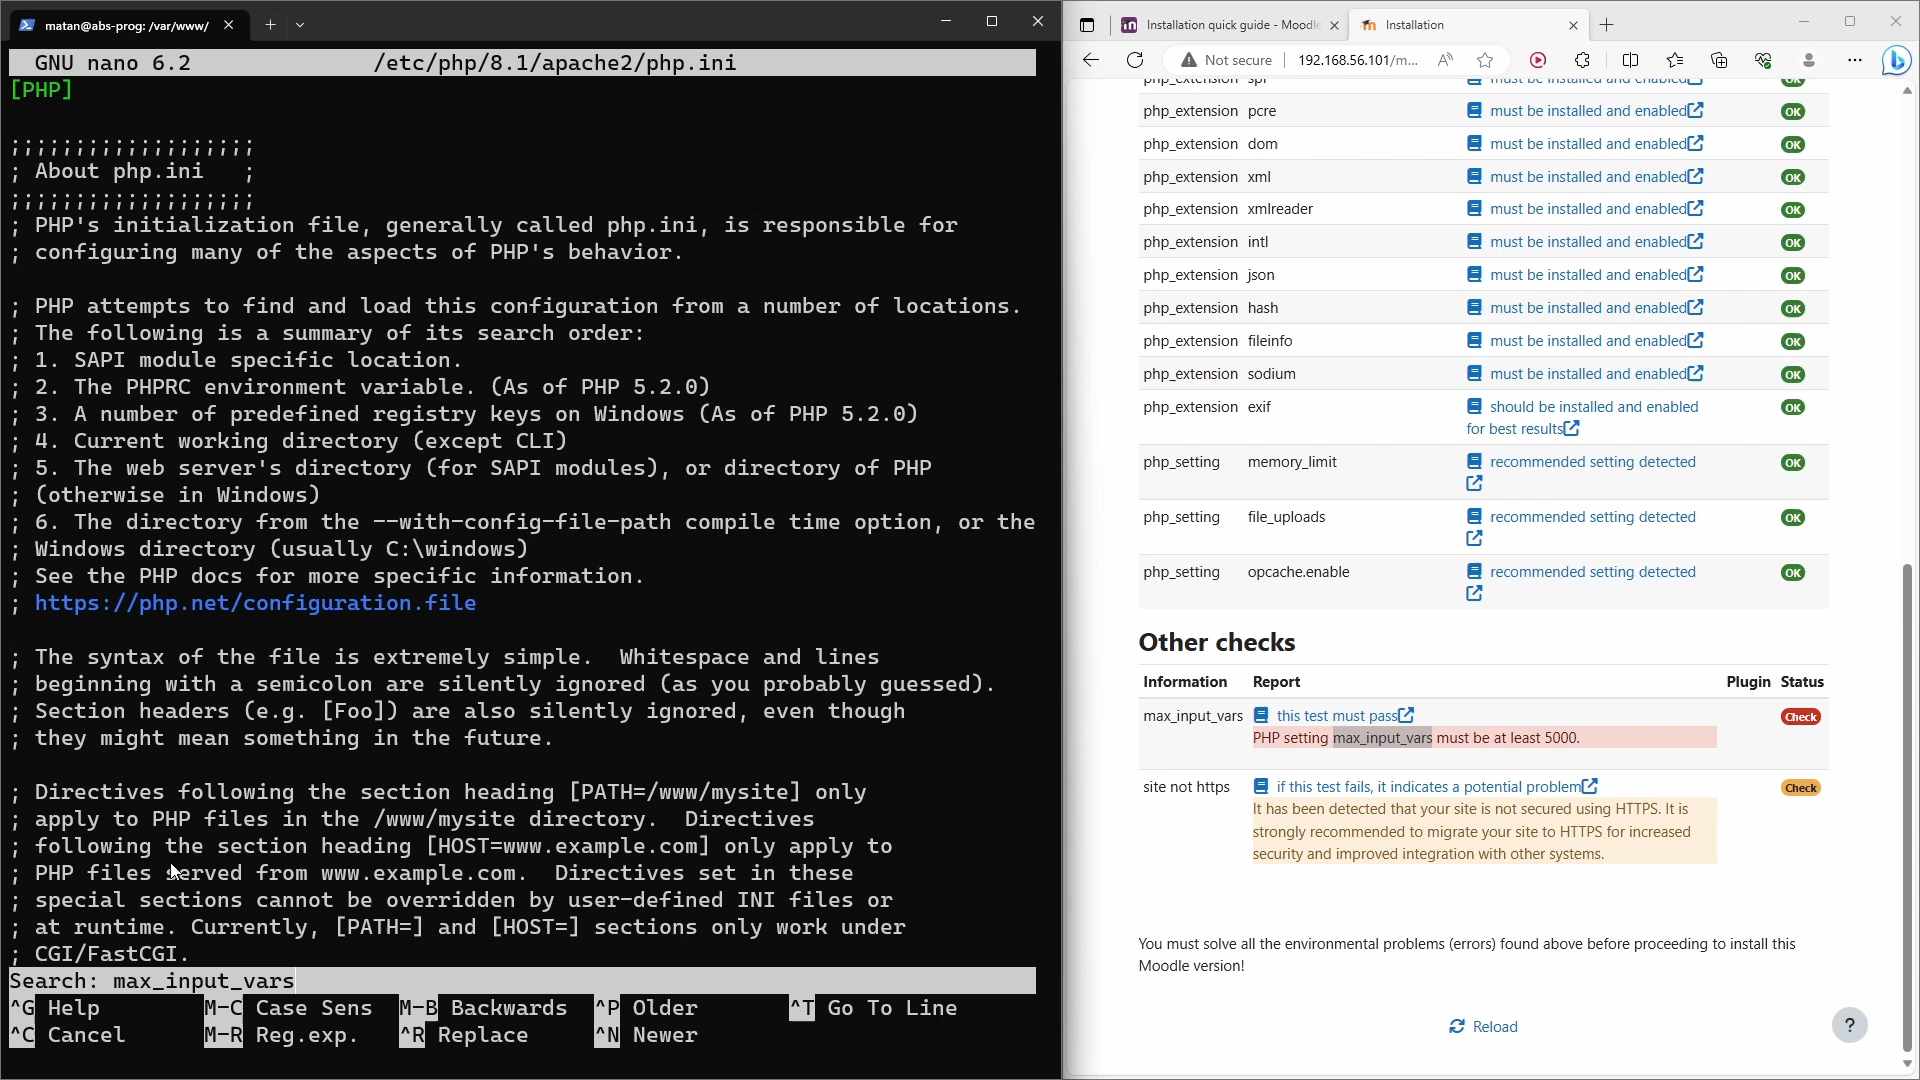 matan@abs-prog: /var/www/
GNU nano 6.2 /etc/php/8.1/apache2/php.ini
[PHP]
;;;;;;;;;;;;;;;;;;;
; About php.ini ;
;;;;;;;;;;;;;;;;;;;
; PHP's initialization file, generally called php.ini, is responsible for
; configuring many of the aspects of PHP's behavior.
; PHP attempts to find and load this configuration from a number of locations.
; The following is a summary of its search order:
; 1. SAPI module specific location.
; 2. The PHPRC environment variable. (As of PHP 5.2.0)
; 3. A number of predefined registry keys on Windows (As of PHP 5.2.0)
; 4. Current working directory (except CLI)
; 5. The web server's directory (for SAPI modules), or directory of PHP
; (otherwise in Windows)
; 6. The directory from the --with-config-file-path compile time option, or the
; Windows directory (usually C:\windows)
; See the PHP docs for more specific information.
; https://php.net/configuration.file
; The syntax of the file is extremely simple.  Whitespace and lines
; beginning with a semicolon are silently ignored (as you probably guessed).
; Section headers (e.g. [Foo]) are also silently ignored, even though
; they might mean something in the future.
; Directives following the section heading [PATH=/www/mysite] only
; apply to PHP files in the /www/mysite directory.  Directives
; following the section heading [HOST=www.example.com] only apply to
; PHP files served from www.example.com.  Directives set in these
; special sections cannot be overridden by user-defined INI files or
; at runtime. Currently, [PATH=] and [HOST=] sections only work under
; CGI/FastCGI.
Search: max_input_vars
^G Help M-C Case Sens M-B Backwards ^P Older ^T Go To Line
^C Cancel M-R Reg.exp. ^R Replace ^N Newer
Installation quick guide - Moodle Installation
Not secure 192.168.56.101/m...
php_extension spl must be installed and enabled OK
php_extension pcre must be installed and enabled OK
php_extension dom must be installed and enabled OK
php_extension xml must be installed and enabled OK
php_extension xmlreader must be installed and enabled OK
php_extension intl must be installed and enabled OK
php_extension json must be installed and enabled OK
php_extension hash must be installed and enabled OK
php_extension fileinfo must be installed and enabled OK
php_extension sodium must be installed and enabled OK
php_extension exif should be installed and enabled OK
for best results
php_setting memory_limit recommended setting detected OK
php_setting file_uploads recommended setting detected OK
php_setting opcache.enable recommended setting detected OK
Other checks
Information Report Plugin Status
max_input_vars this test must pass Check
PHP setting max_input_vars must be at least 5000.
site not https if this test fails, it indicates a potential problem Check
It has been detected that your site is not secured using HTTPS. It is
strongly recommended to migrate your site to HTTPS for increased
security and improved integration with other systems.
You must solve all the environmental problems (errors) found above before proceeding to install this
Moodle version!
Reload
?